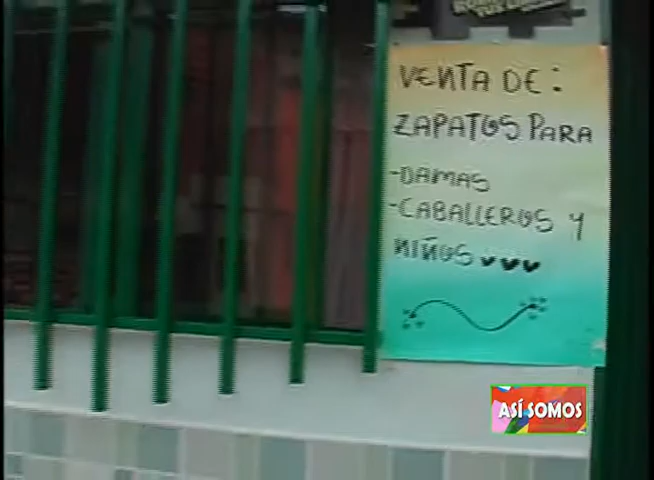 VENTA DE:
ZAPATOS PARA
-DAMAS
-CABALLEROS Y
NIÑOS
ASÍ SOMOS